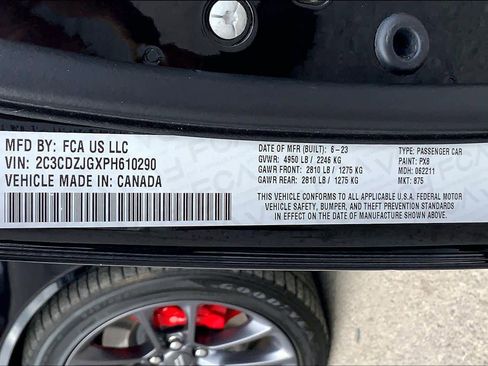 MFD BY: FCA US LLC
VIN: 2C3CDZJGXPH610290
VEHICLE MADE IN: CANADA
DATE OF MFR (BUILT): 6-23
GVWR: 4950 LB / 2246 KG
GAWR FRONT: 2810 LB / 1275 KG
GAWR REAR: 2810 LB / 1275 KG
TYPE: PASSENGER CAR
PAINT: PX8
MDH: 062211
MKT: 875
THIS VEHICLE CONFORMS TO ALL APPLICABLE U.S.A. FEDERAL MOTOR
VEHICLE SAFETY, BUMPER, AND THEFT PREVENTION STANDARDS
IN EFFECT ON THE DATE OF MANUFACTURE SHOWN ABOVE.
GOODYEAR